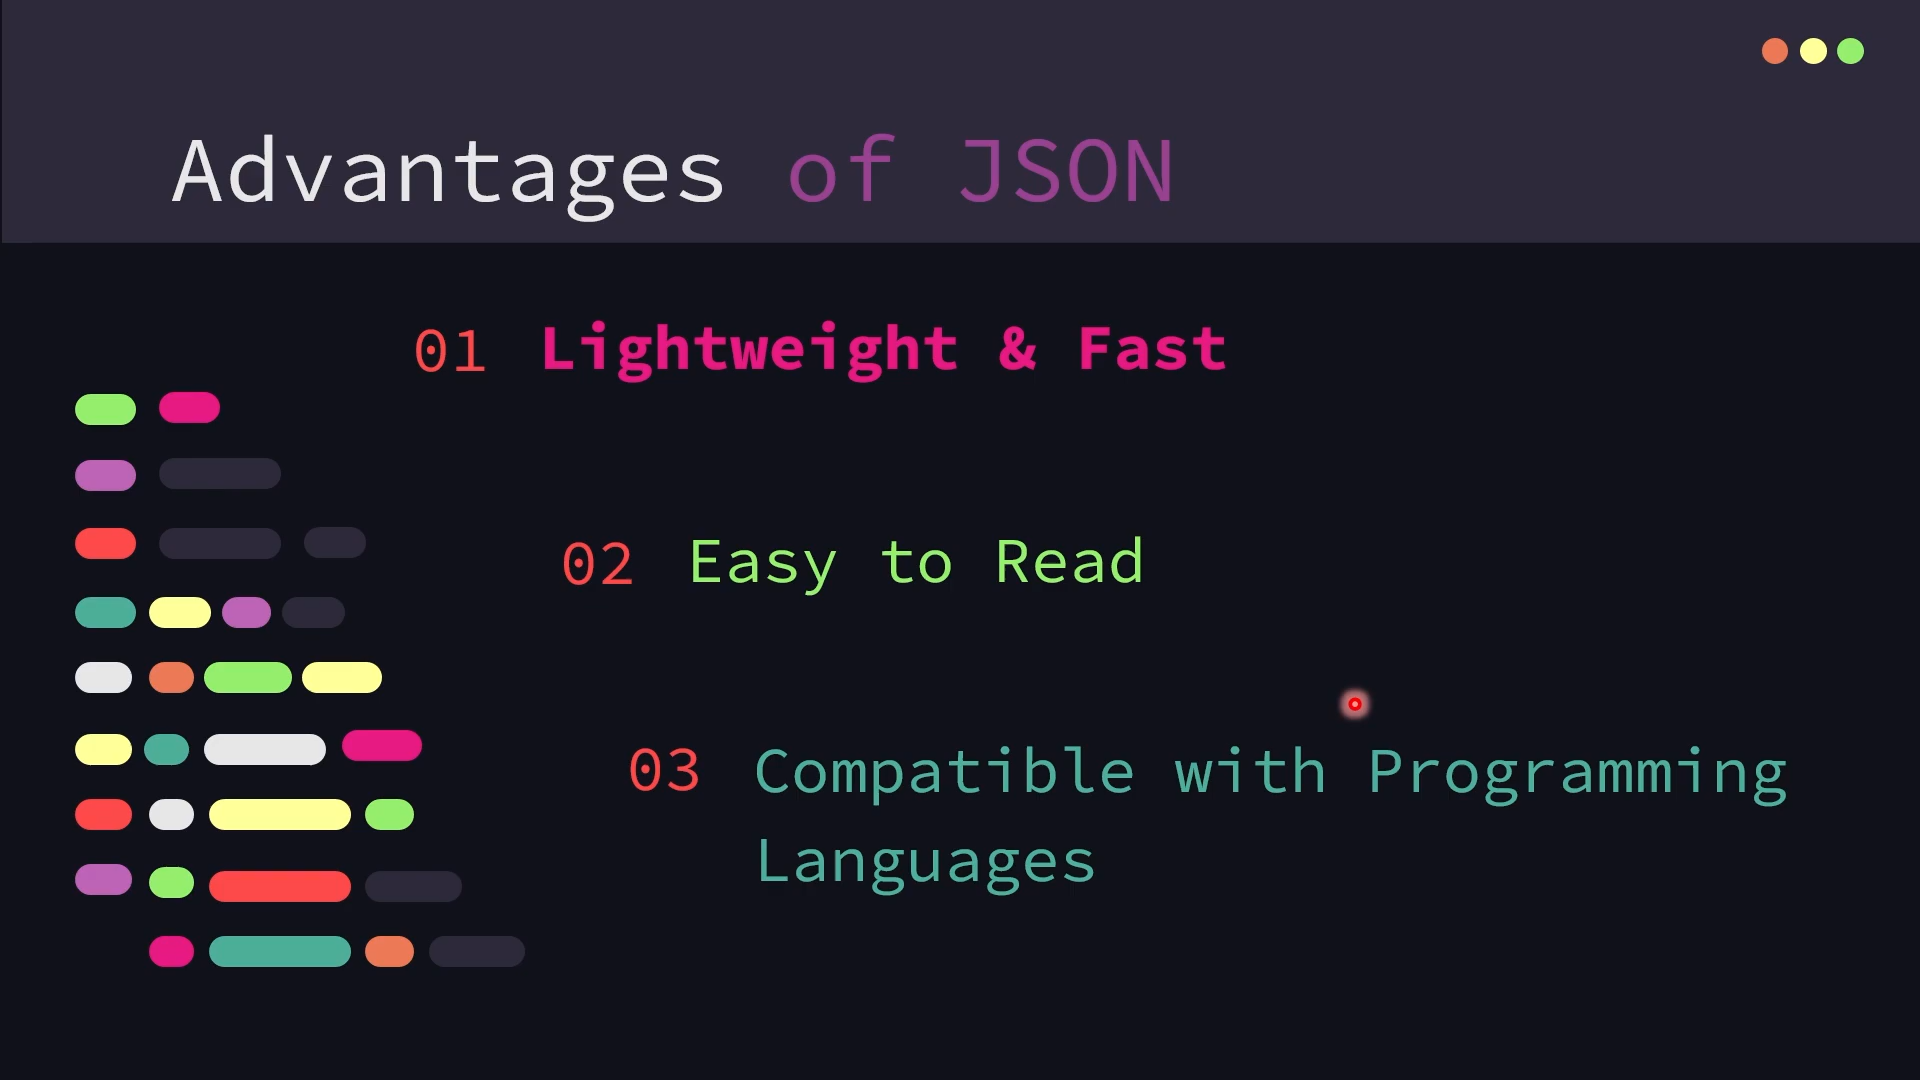 Advantages of JSON
01 Lightweight & Fast
02 Easy to Read
03 Compatible with Programming
Languages